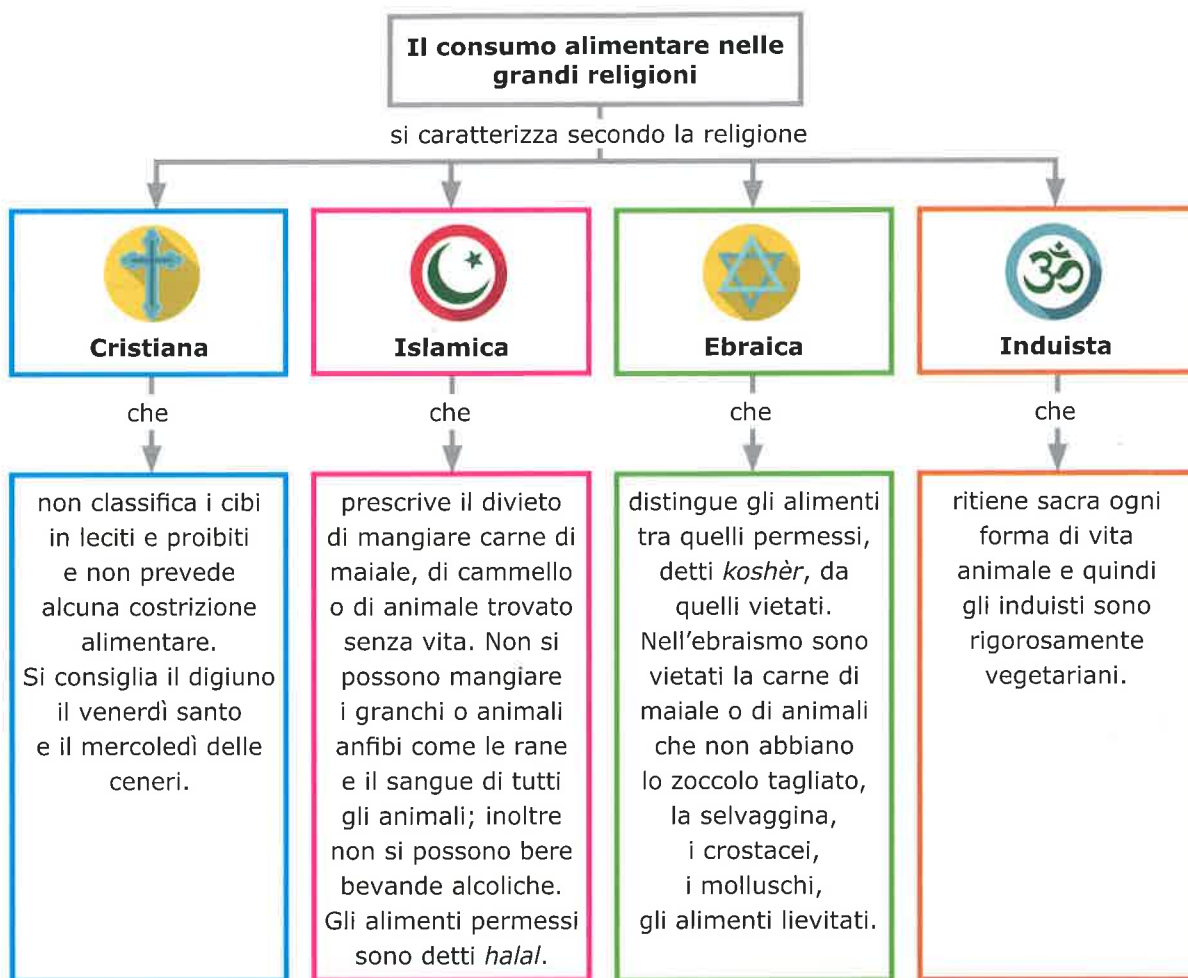 Il consumo alimentare nelle
grandi religioni
si caratterizza secondo la religione
Cristiana
Islamica
Ebraica
Induista
che
che
che
che
non classifica i cibi
in leciti e proibiti
e non prevede
alcuna costrizione
alimentare.
Si consiglia il digiuno
il venerdì santo
e il mercoledì delle
ceneri.
prescrive il divieto
di mangiare carne di
maiale, di cammello
o di animale trovato
senza vita. Non si
possono mangiare
i granchi o animali
anfibi come le rane
e il sangue di tutti
gli animali; inoltre
non si possono bere
bevande alcoliche.
Gli alimenti permessi
sono detti halal.
distingue gli alimenti
tra quelli permessi,
detti koshèr, da
quelli vietati.
Nell'ebraismo sono
vietati la carne di
maiale o di animali
che non abbiano
lo zoccolo tagliato,
la selvaggina,
i crostacei,
i molluschi,
gli alimenti lievitati.
ritiene sacra ogni
forma di vita
animale e quindi
gli induisti sono
rigorosamente
vegetariani.